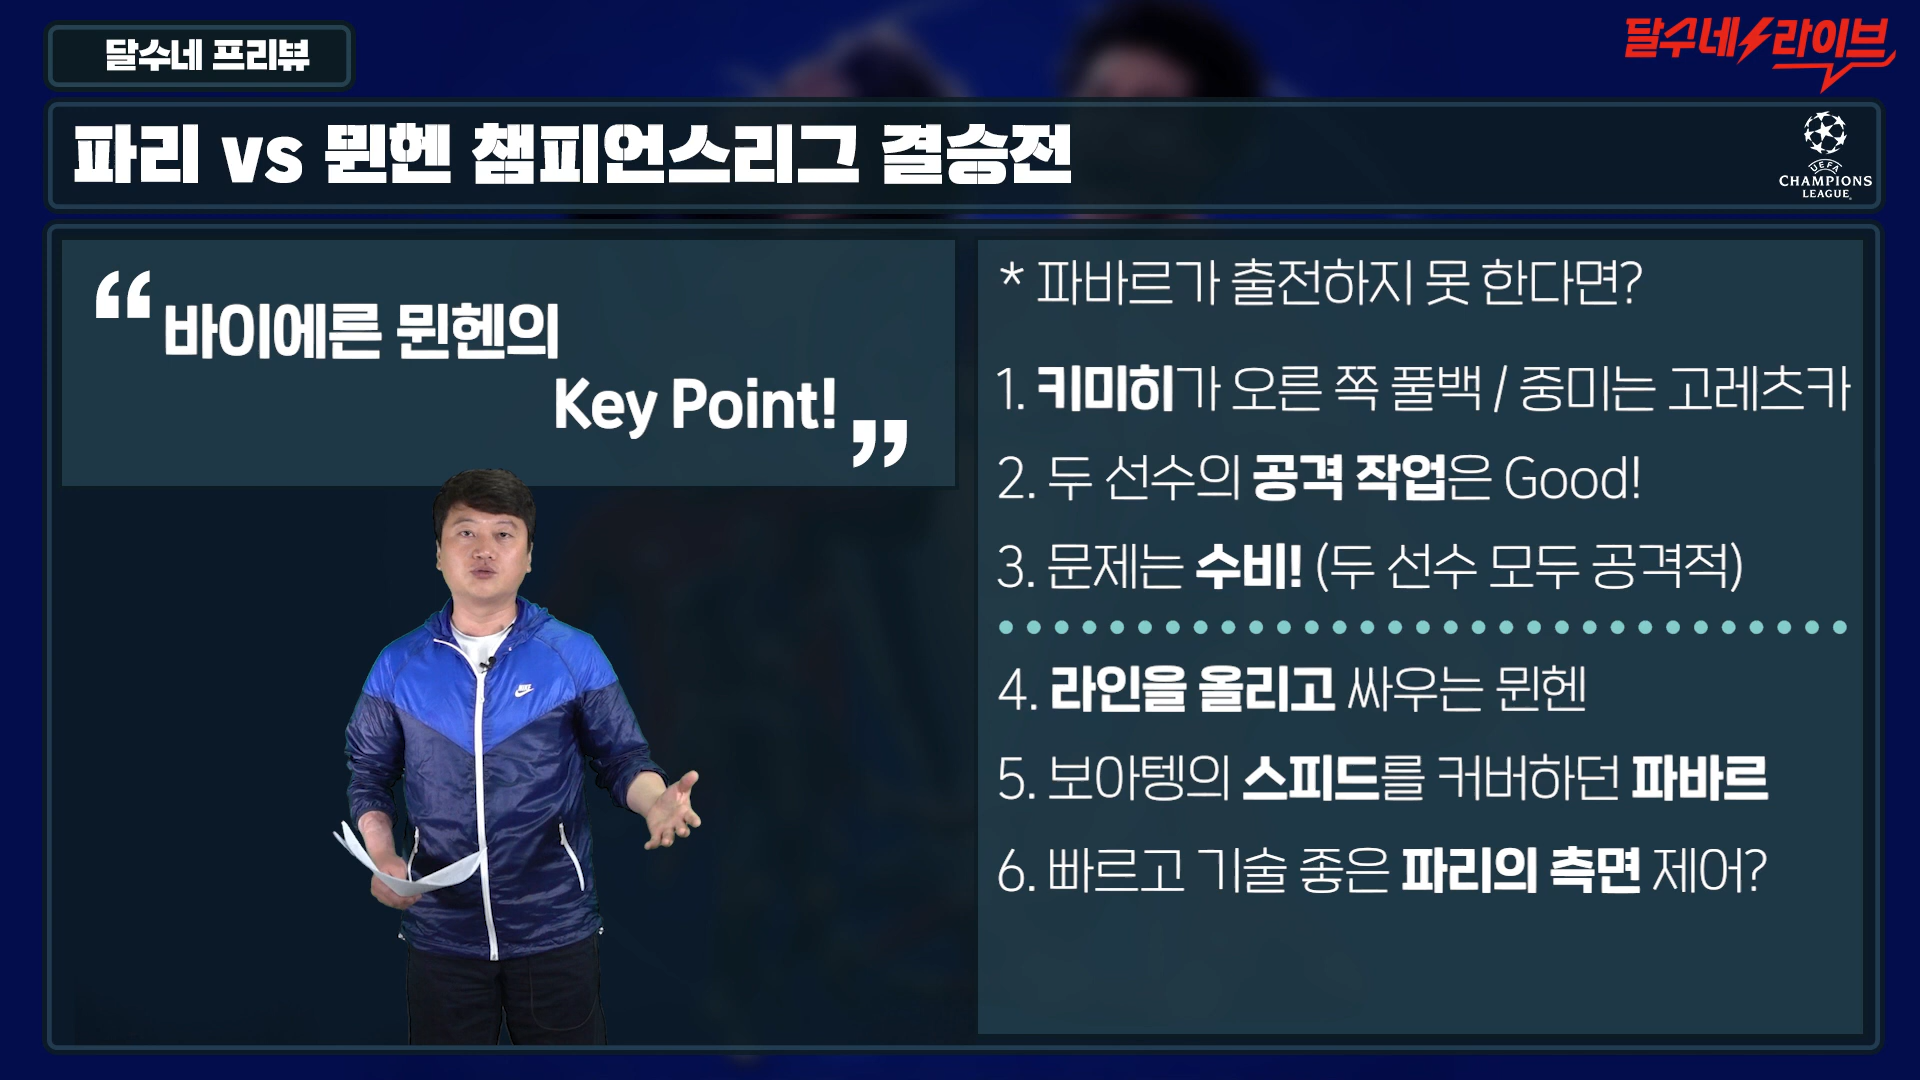 달수네 프리뷰
달수네 라이브
파리 vs 뮌헨 챔피언스리그 결승전
UEFA
CHAMPIONS
LEAGUE
“바이에른 뮌헨의
Key Point!”
* 파바르가 출전하지 못 한다면?
1. 키미히가 오른 쪽 풀백 / 중미는 고레츠카
2. 두 선수의 공격 작업은 Good!
3. 문제는 수비! (두 선수 모두 공격적)
4. 라인을 올리고 싸우는 뮌헨
5. 보아텡의 스피드를 커버하던 파바르
6. 빠르고 기술 좋은 파리의 측면 제어?
NIKE